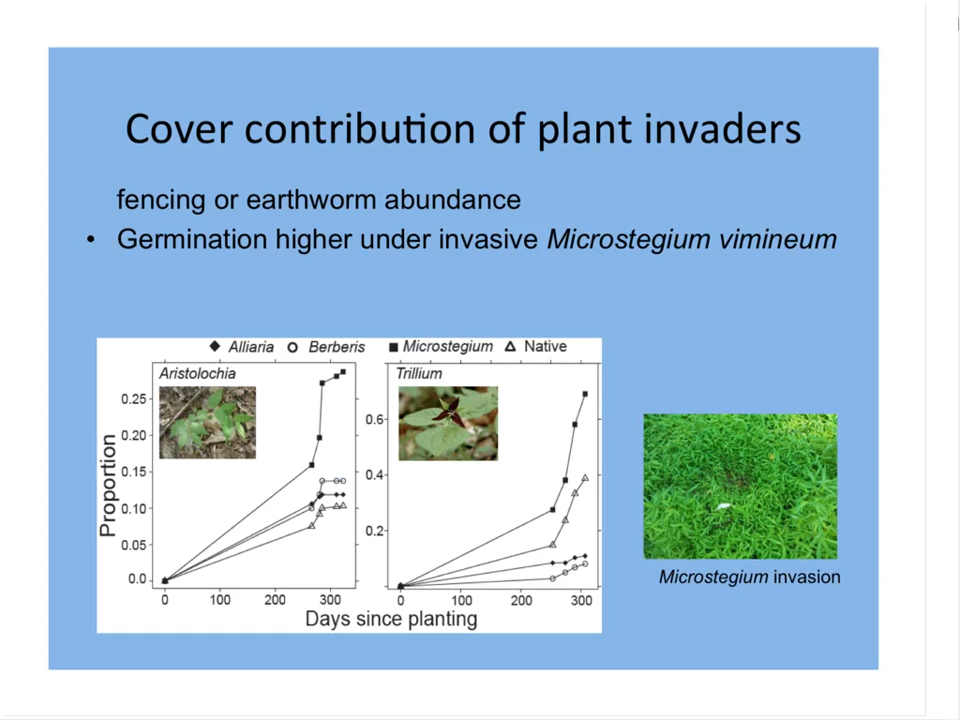 Cover contribution of plant invaders
fencing or earthworm abundance
• Germination higher under invasive Microstegium vimineum
Alliaria Berberis Microstegium Native
Aristolochia
Trillium
0.25
0.20
0.15
0.10
0.05
0.0
0.6
0.4
0.2
Proportion
0 100 200 300
0 100 200 300
Days since planting
Microstegium invasion